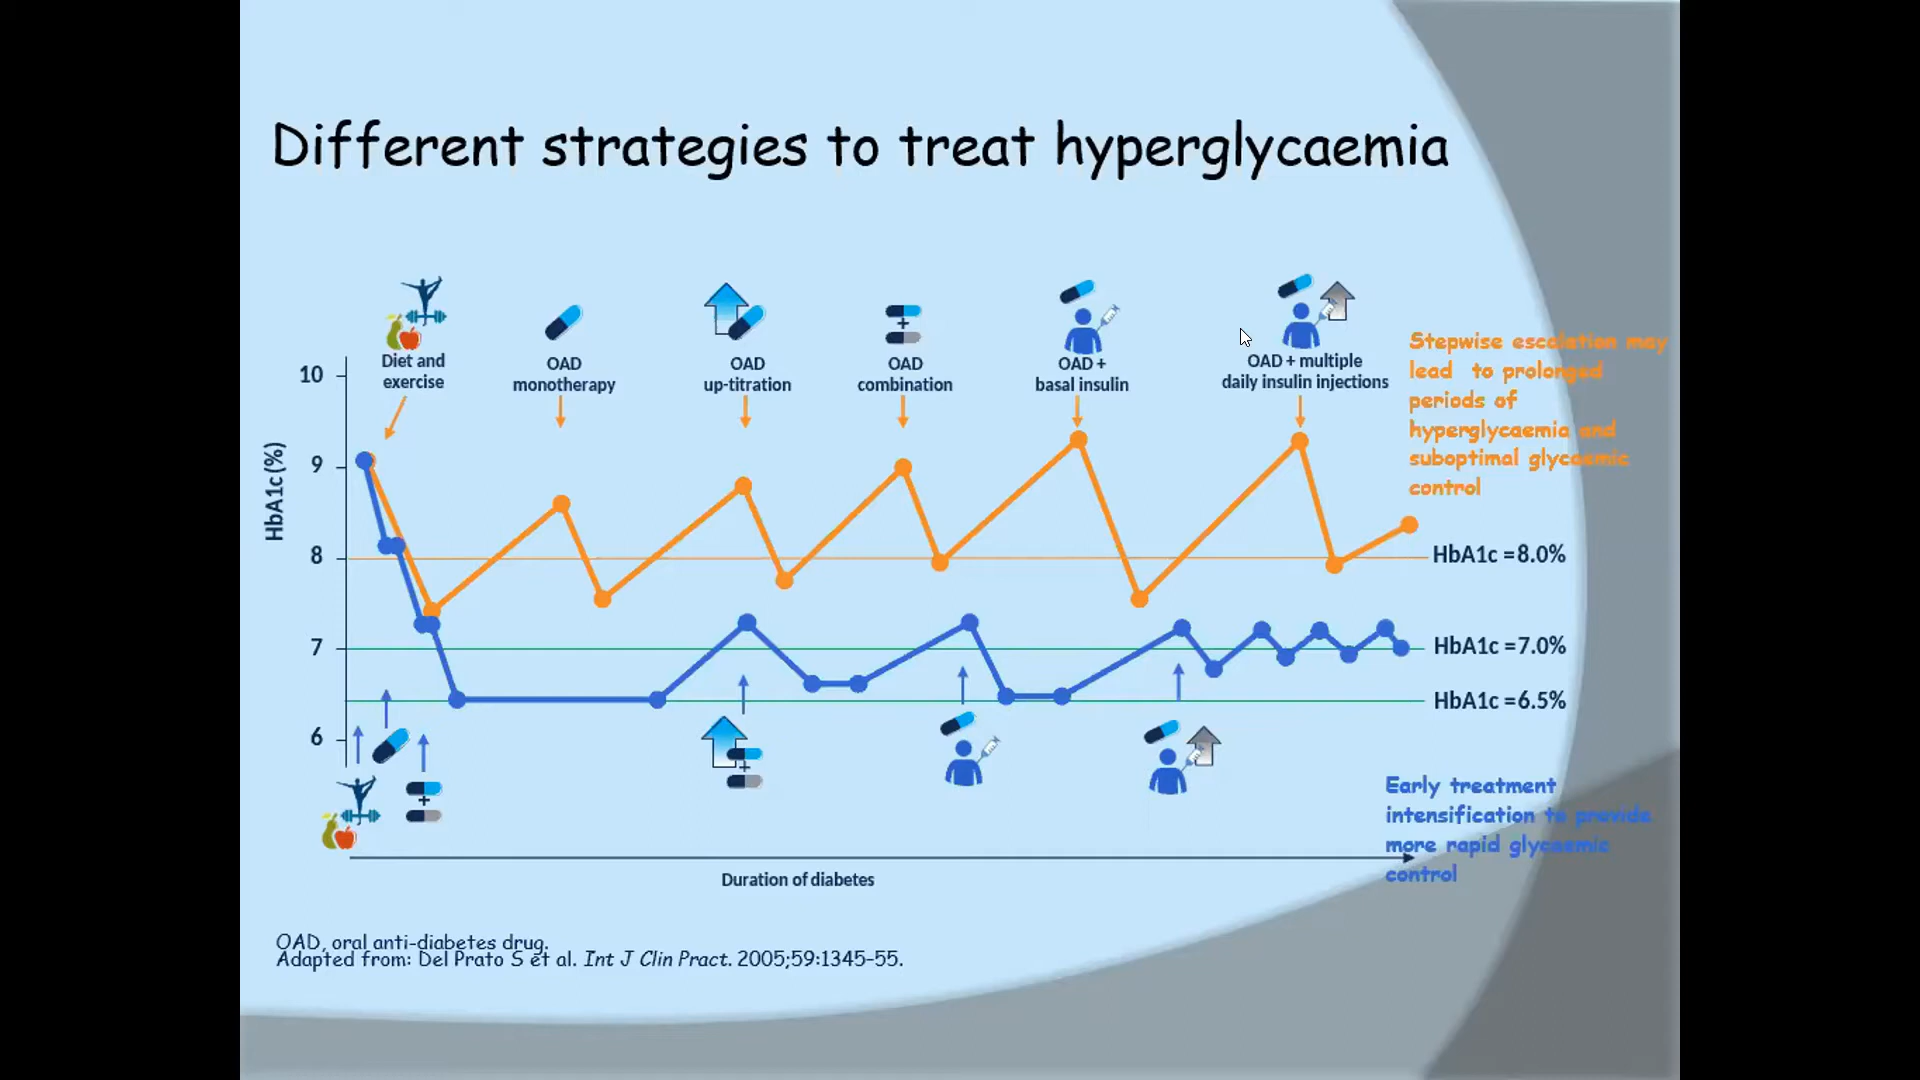 Different strategies to treat hyperglycaemia
Diet and
exercise
OAD
monotherapy
OAD
up-titration
OAD
combination
OAD +
basal insulin
OAD + multiple
daily insulin injections
Stepwise escalation may
lead to prolonged
periods of
hyperglycaemia and
suboptimal glycaemic
control
HbA1c(%)
10
9
8
7
6
HbA1c =8.0%
HbA1c =7.0%
HbA1c =6.5%
+
+
+
Early treatment
intensification to provide
more rapid glycaemic
control
Duration of diabetes
OAD, oral anti-diabetes drug.
Adapted from: Del Prato S et al. Int J Clin Pract. 2005;59:1345–55.